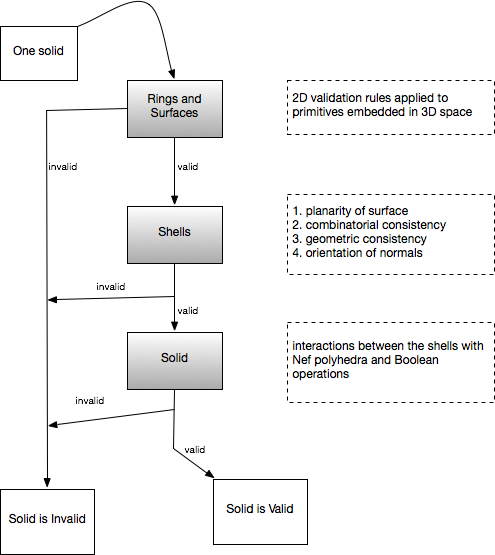 One solid
Rings and
Surfaces
2D validation rules applied to
primitives embedded in 3D space
invalid
valid
Shells
1. planarity of surface
2. combinatorial consistency
3. geometric consistency
4. orientation of normals
invalid
valid
Solid
interactions between the shells with
Nef polyhedra and Boolean
operations
invalid
valid
Solid is Invalid
Solid is Valid